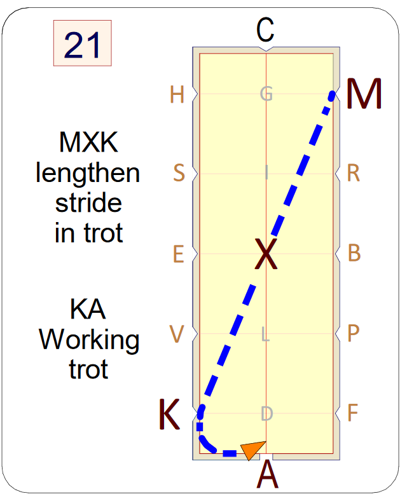 21
C
H G M
MXK
lengthen
stride
in trot
S I R
E X B
KA
Working
trot
V L P
K D F
A